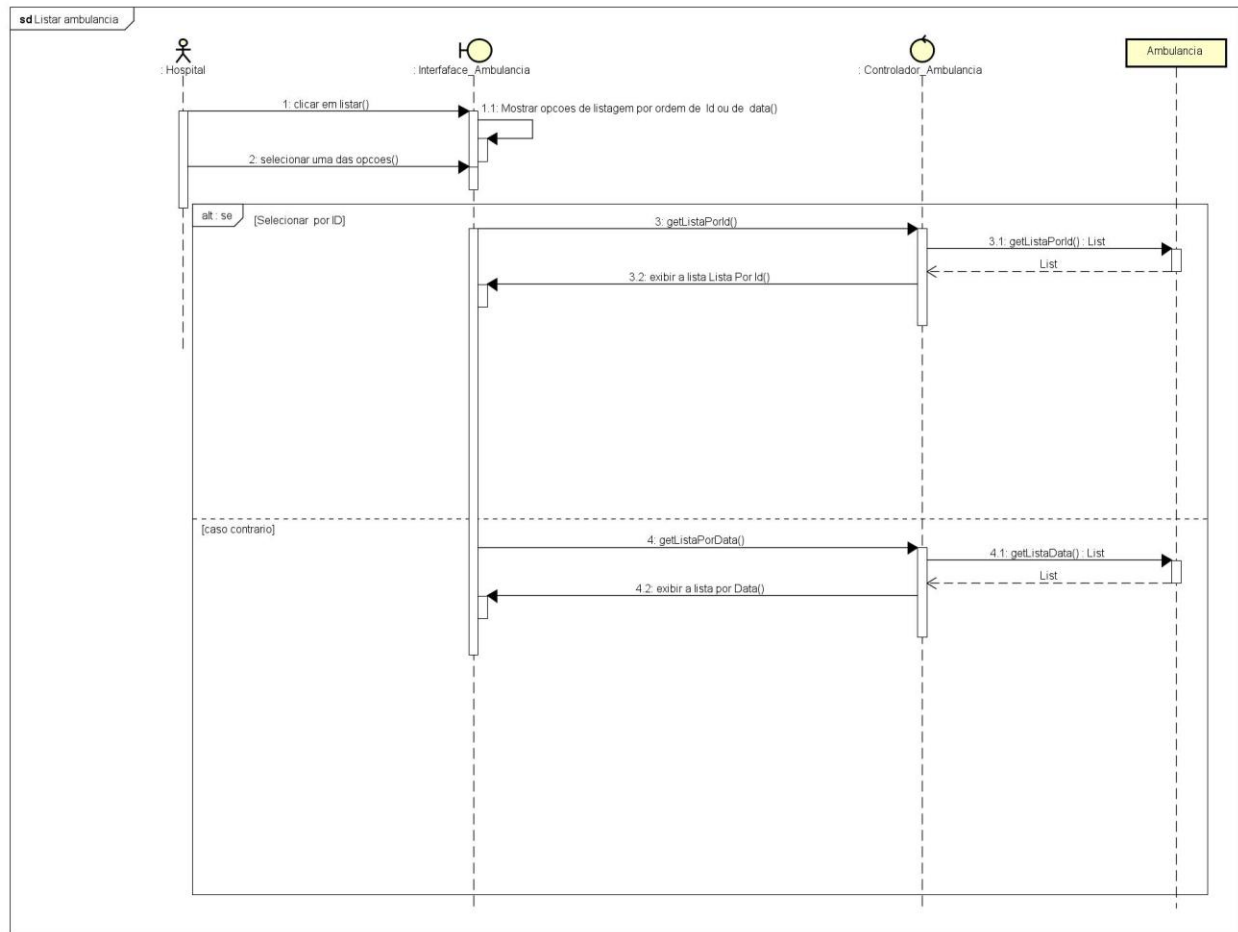 sd Listar ambulancia
: Hospital
: Interfaface_Ambulancia
: Controlador_Ambulancia
Ambulancia
1: clicar em listar()
1.1: Mostrar opcoes de listagem por ordem de Id ou de data()
2: selecionar uma das opcoes()
alt : se
[Selecionar por ID]
3: getListaPorId()
3.1: getListaPorId() : List
List
3.2: exibir a lista Lista Por Id()
[caso contrario]
4: getListaPorData()
4.1: getListaData() : List
List
4.2: exibir a lista por Data()